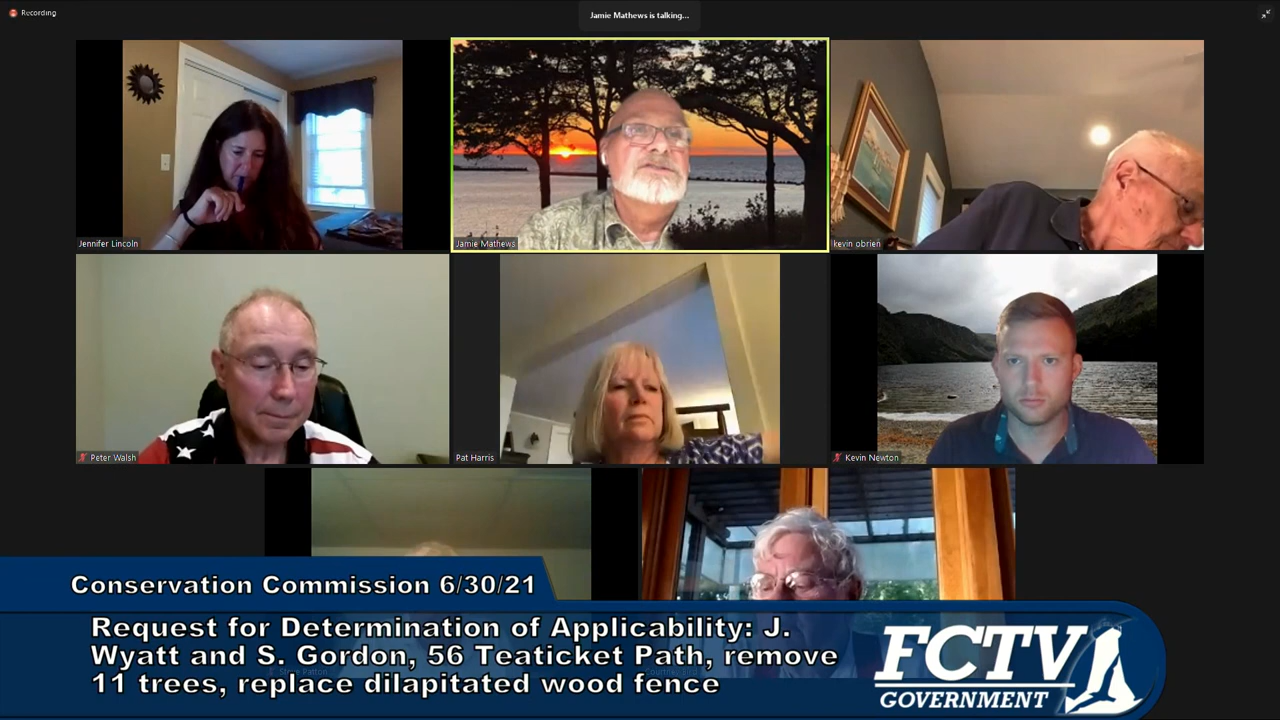 Recording
Jamie Mathews is talking...
Jennifer Lincoln
Jamie Mathews
kevin obrien
Peter Walsh
Pat Harris
Kevin Newton
Conservation Commission 6/30/21
Request for Determination of Applicability: J.
Wyatt and S. Gordon, 56 Teaticket Path, remove
11 trees, replace dilapitated wood fence
FCTV
GOVERNMENT